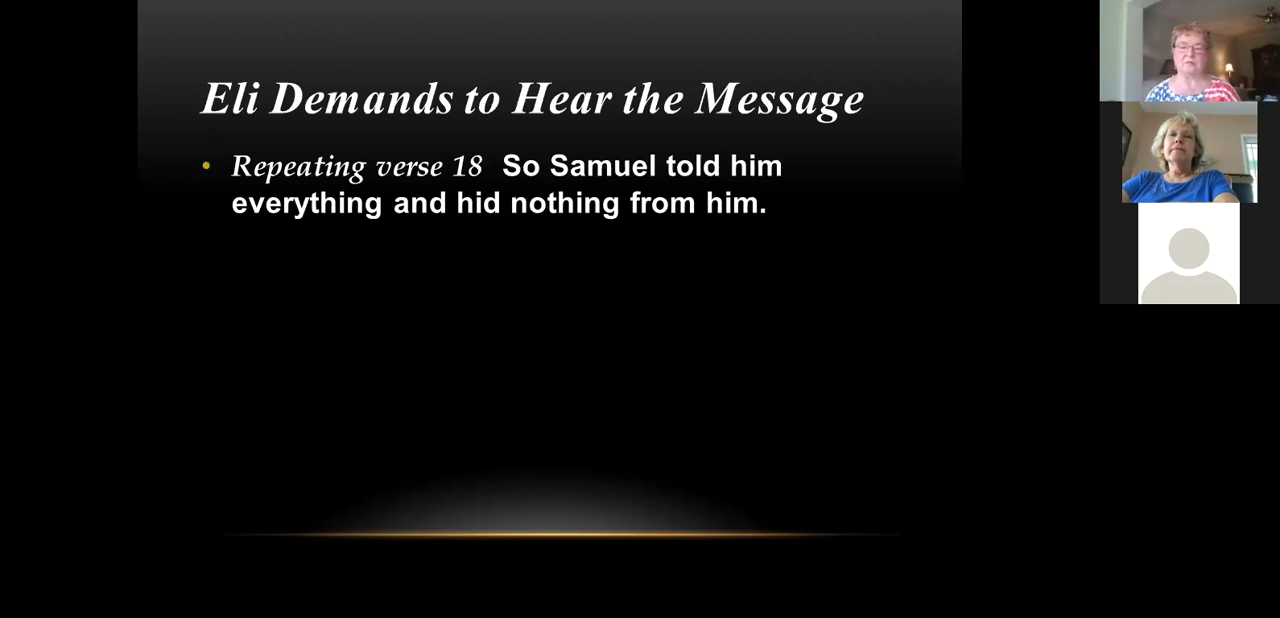 Eli Demands to Hear the Message
• Repeating verse 18 So Samuel told him
everything and hid nothing from him.